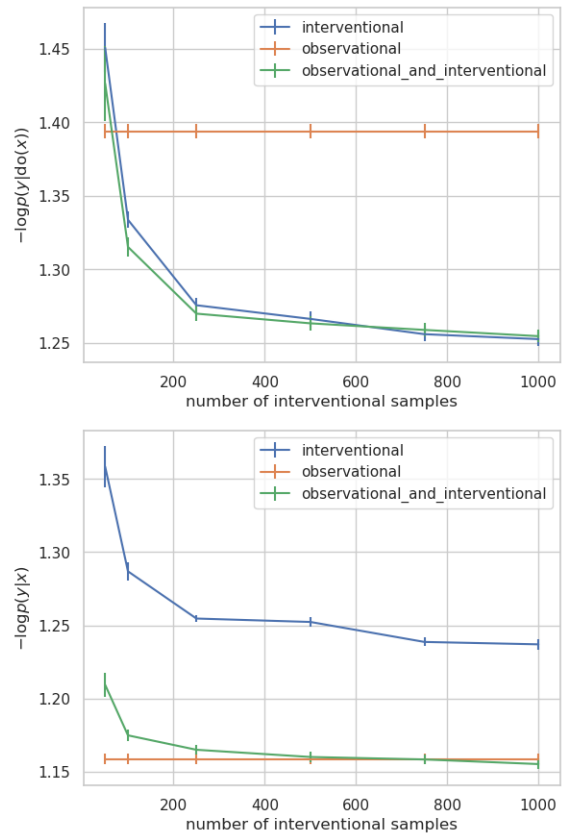 interventional
observational
observational_and_interventional
−log p(y|do(x))
1.45
1.40
1.35
1.30
1.25
200 400 600 800 1000
number of interventional samples
interventional
observational
observational_and_interventional
−log p(y|x)
1.35
1.30
1.25
1.20
1.15
200 400 600 800 1000
number of interventional samples